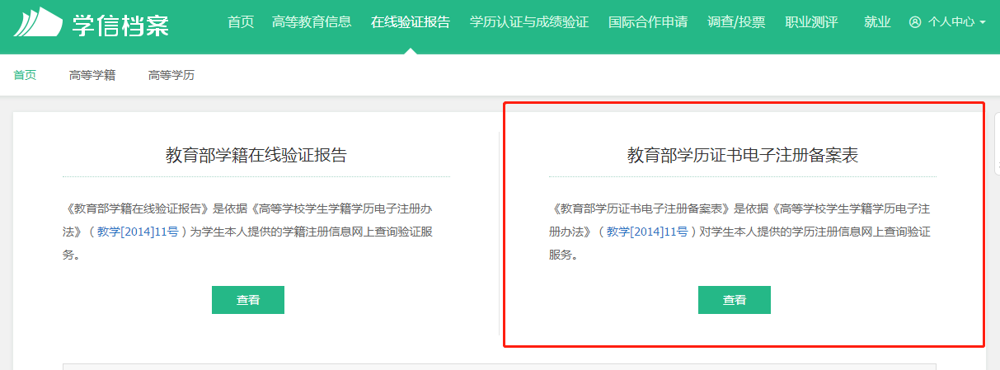 学信档案
首页 高等教育信息 在线验证报告 学历认证与成绩验证 国际合作申请 调查/投票 职业测评 就业 个人中心
首页 高等学籍 高等学历
教育部学籍在线验证报告
《教育部学籍在线验证报告》是依据《高等学校学生学籍学历电子注册办
法》（教学[2014]11号）为学生本人提供的学籍注册信息网上查询验证服
务。
查看
教育部学历证书电子注册备案表
《教育部学历证书电子注册备案表》是依据《高等学校学生学籍学历电子注
册办法》（教学[2014]11号）对学生本人提供的学历注册信息网上查询验证
服务。
查看